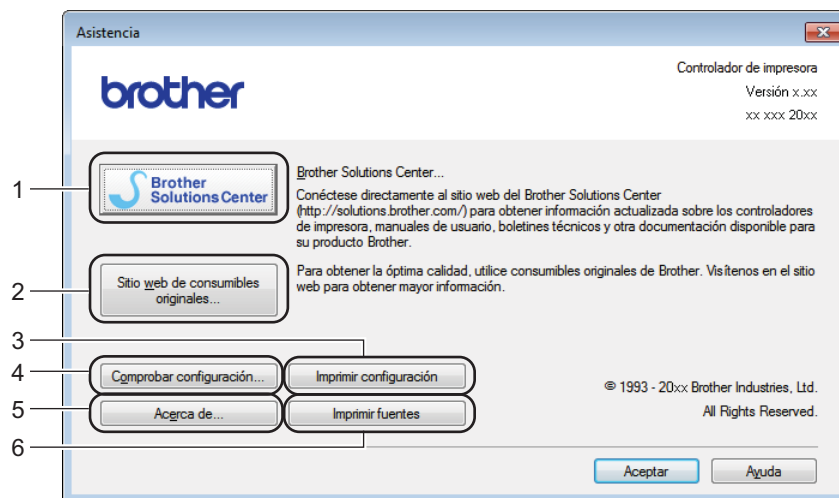 Asistencia
brother
Controlador de impresora
Versión x.xx
xx xxx 20xx
1
Brother
Solutions Center
Brother Solutions Center...
Conéctese directamente al sitio web del Brother Solutions Center
(http://solutions.brother.com/) para obtener información actualizada sobre los controladores
de impresora, manuales de usuario, boletines técnicos y otra documentación disponible para
su producto Brother.
2
Sitio web de consumibles
originales...
Para obtener la óptima calidad, utilice consumibles originales de Brother. Visítenos en el sitio
web para obtener mayor información.
3
4
Comprobar configuración...
Imprimir configuración
© 1993 - 20xx Brother Industries, Ltd.
5
Acerca de...
Imprimir fuentes
All Rights Reserved.
6
Aceptar
Ayuda